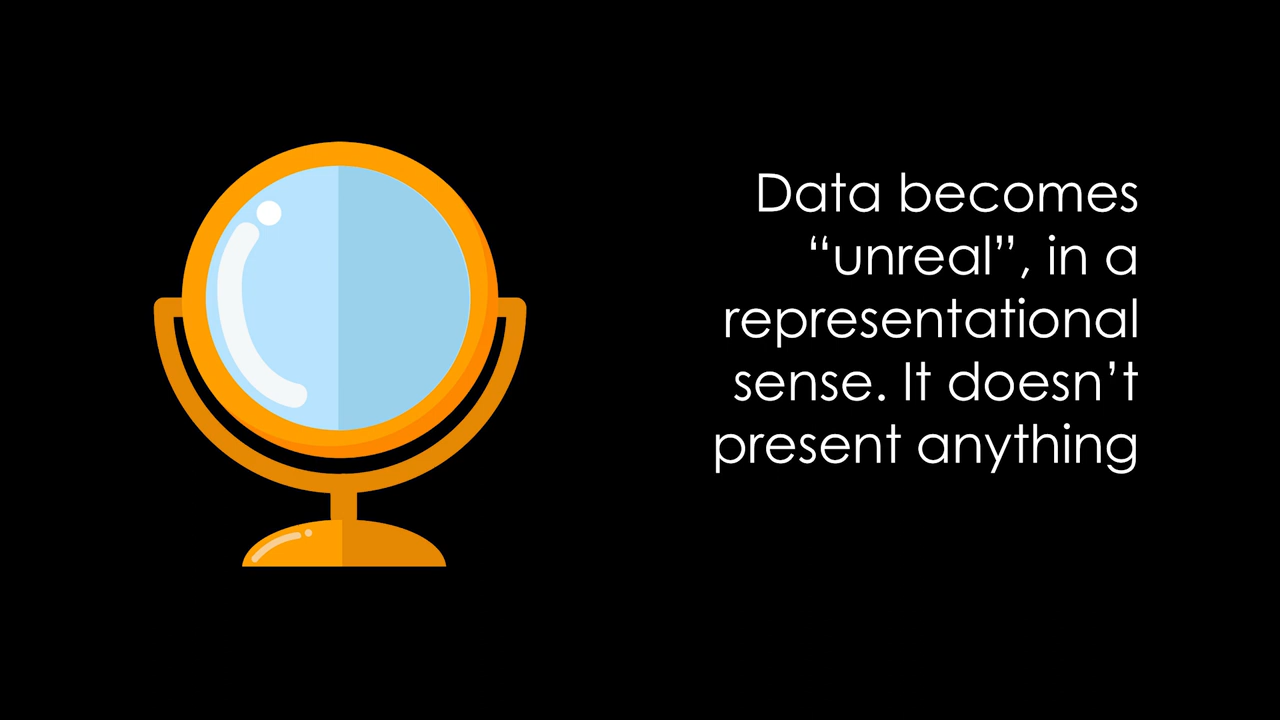 Data becomes
“unreal”, in a
representational
sense. It doesn’t
present anything